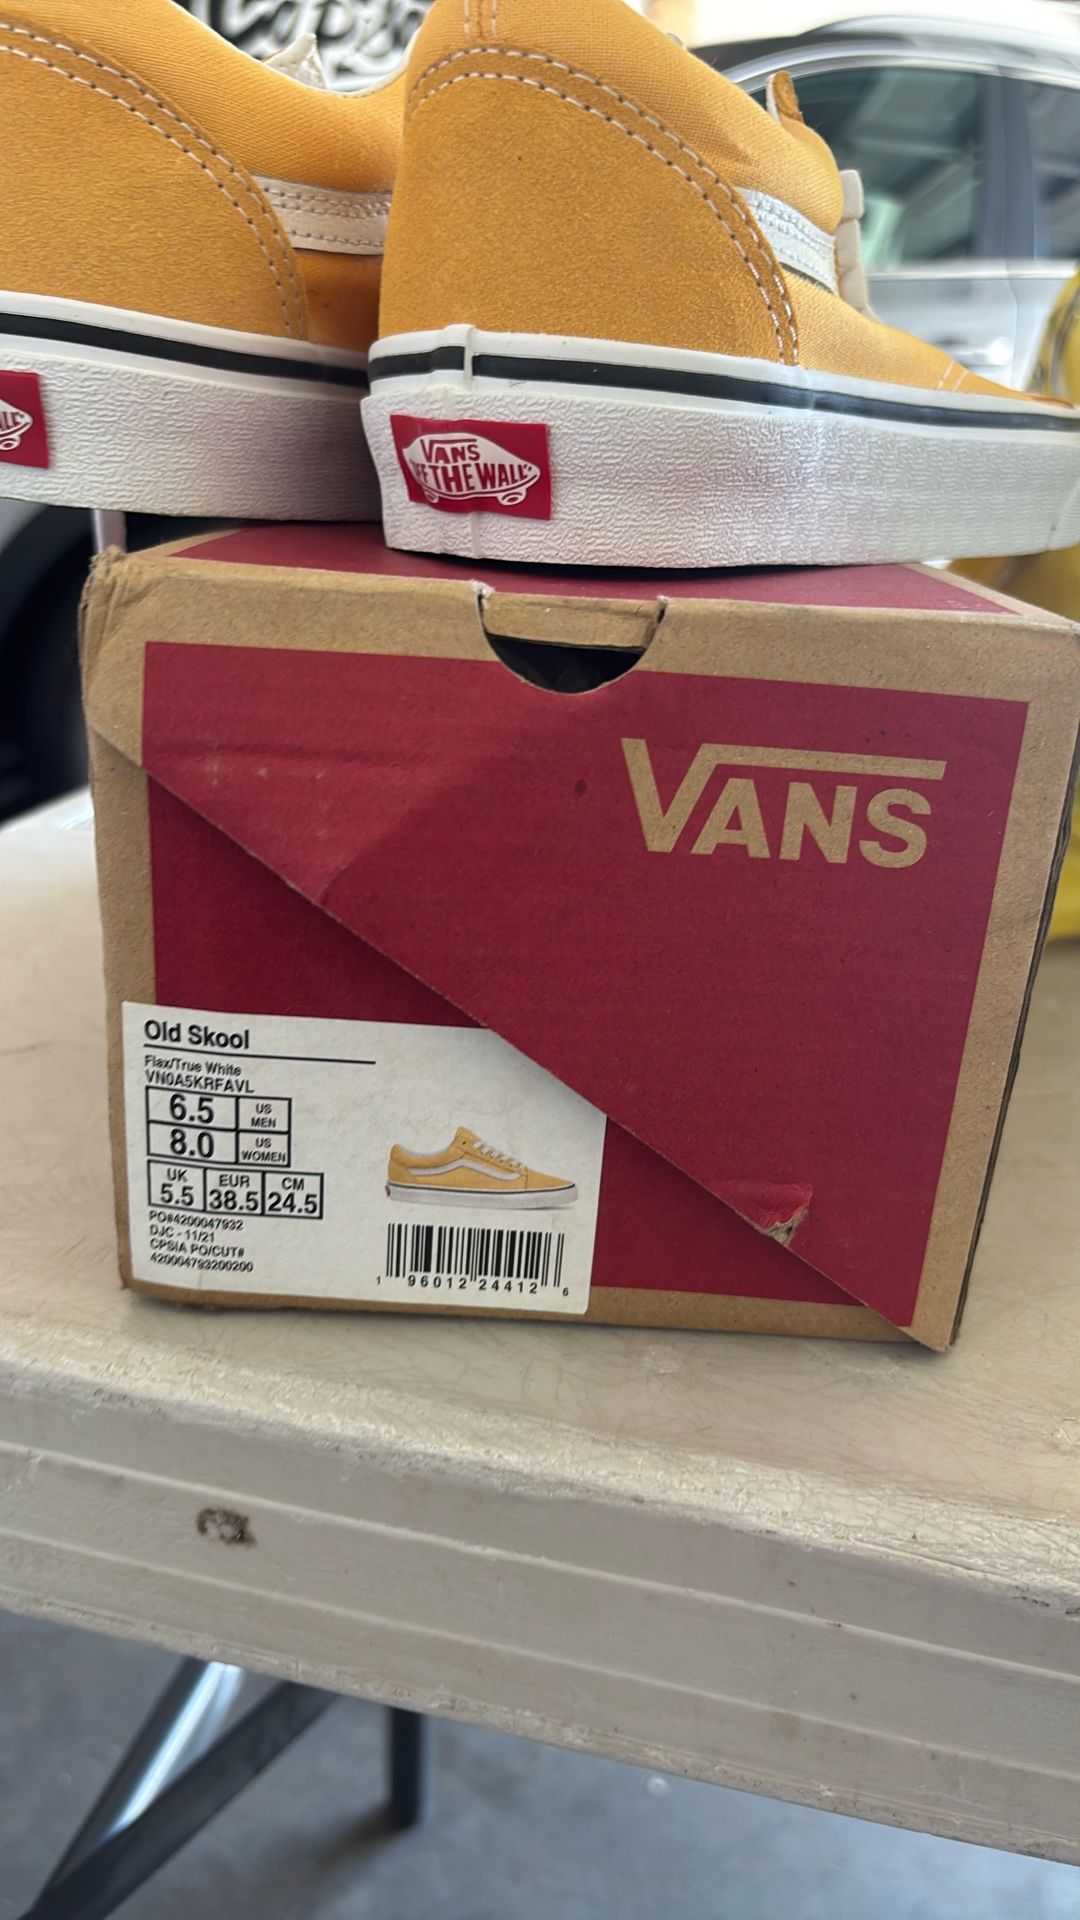 VANS
"OFF THE WALL"
VANS
Old Skool
Flax/True White
VN0A5KRFAVL
6.5 US MEN
8.0 US WOMEN
UK 5.5 EUR 38.5 CM 24.5
PO#4200047932
DJC - 11/21
CPSIA PO/CUT#
420004793200200
1 96012 24412 6